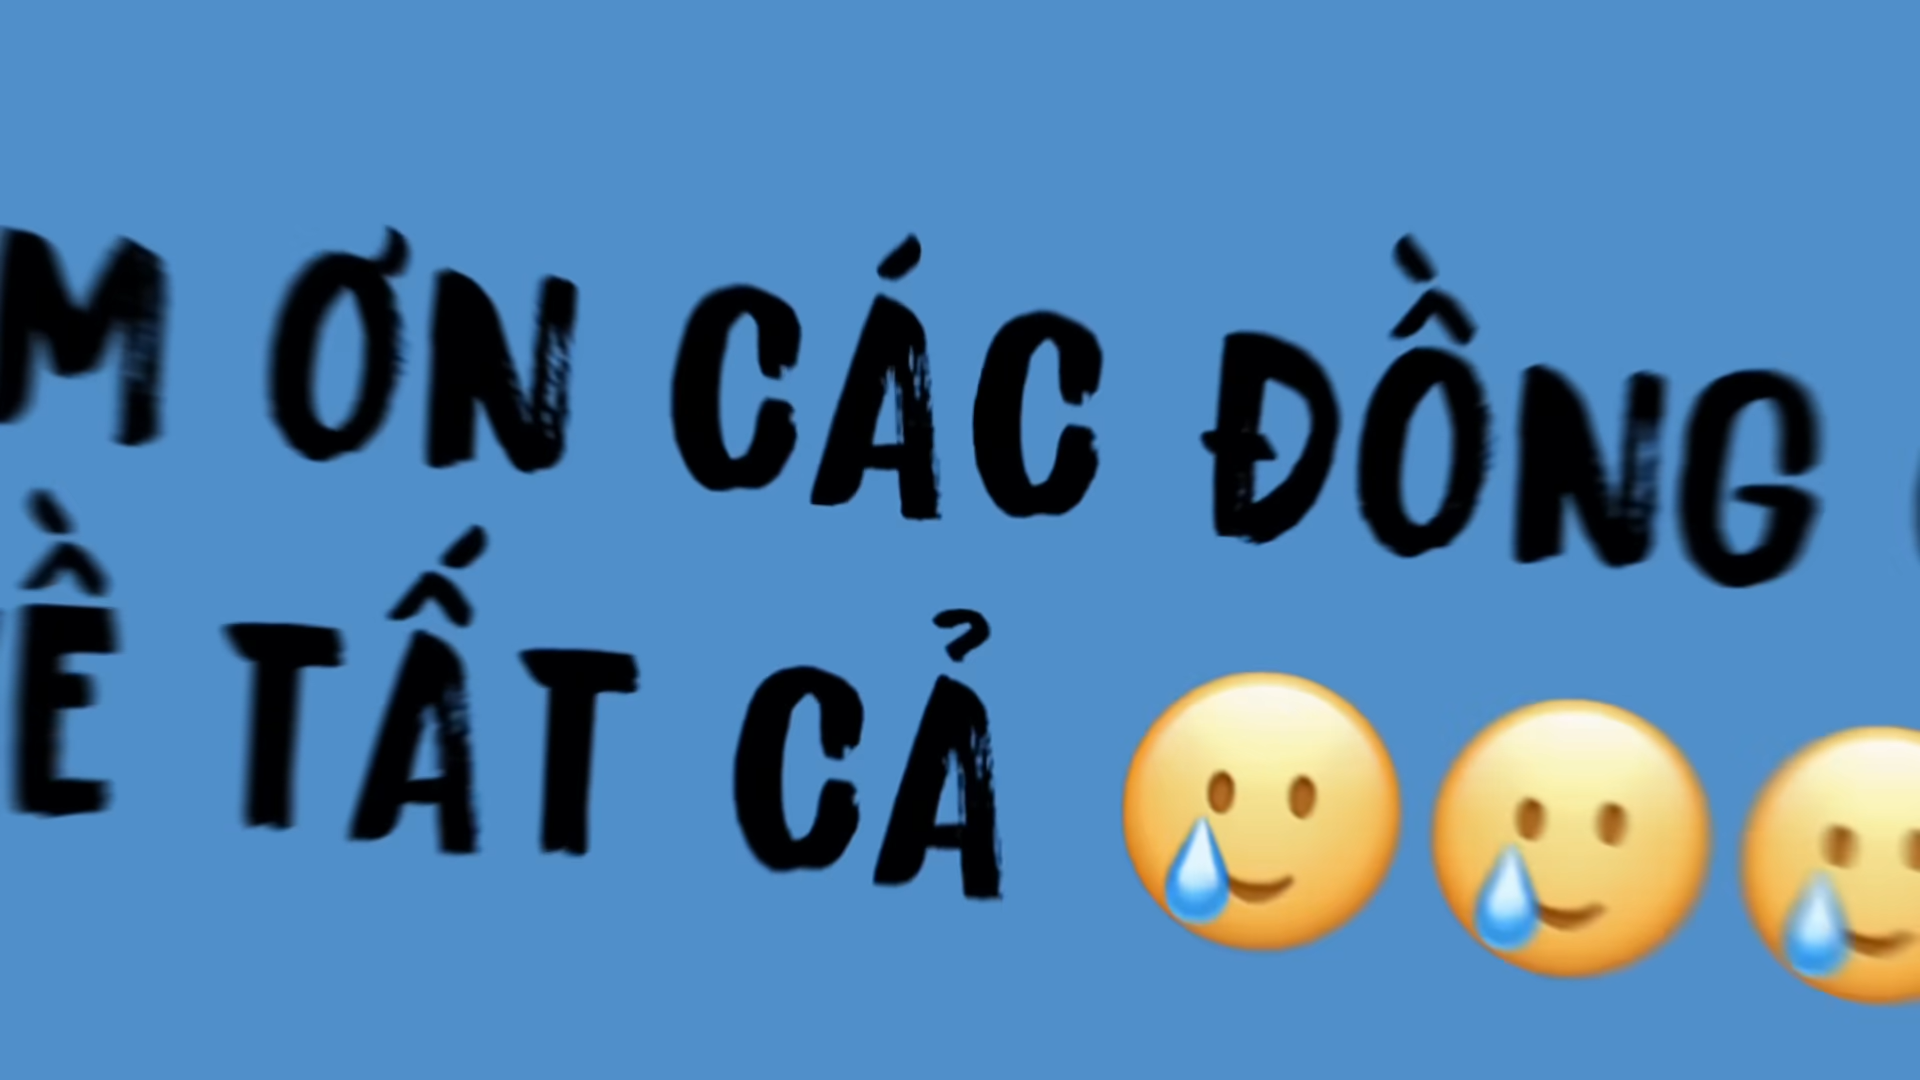 M ƠN CÁC ĐỒNG
Ề TẤT CẢ 🥲🥲🥲